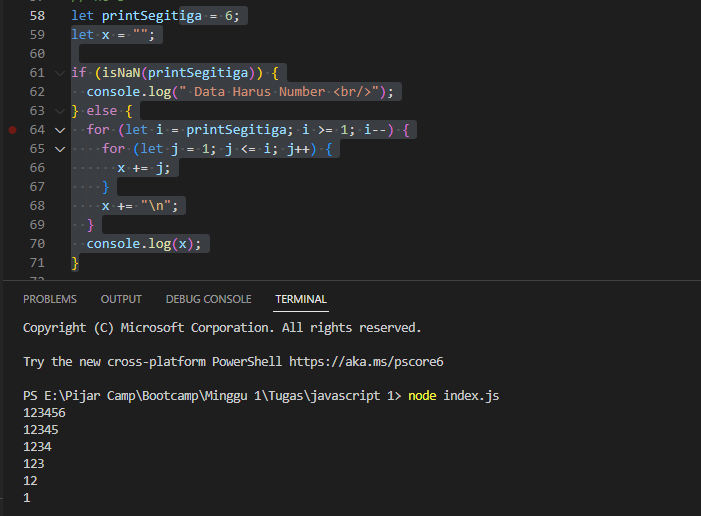 58 let printSegitiga = 6;
59 let x = "";
60
61 if (isNaN(printSegitiga)) {
62 console.log(" Data Harus Number <br/>");
63 } else {
64 for (let i = printSegitiga; i >= 1; i--) {
65 for (let j = 1; j <= i; j++) {
66 x += j;
67 }
68 x += "\n";
69 }
70 console.log(x);
71 }
PROBLEMS OUTPUT DEBUG CONSOLE TERMINAL
Copyright (C) Microsoft Corporation. All rights reserved.
Try the new cross-platform PowerShell https://aka.ms/pscore6
PS E:\Pijar Camp\Bootcamp\Minggu 1\Tugas\javascript 1> node index.js
123456
12345
1234
123
12
1